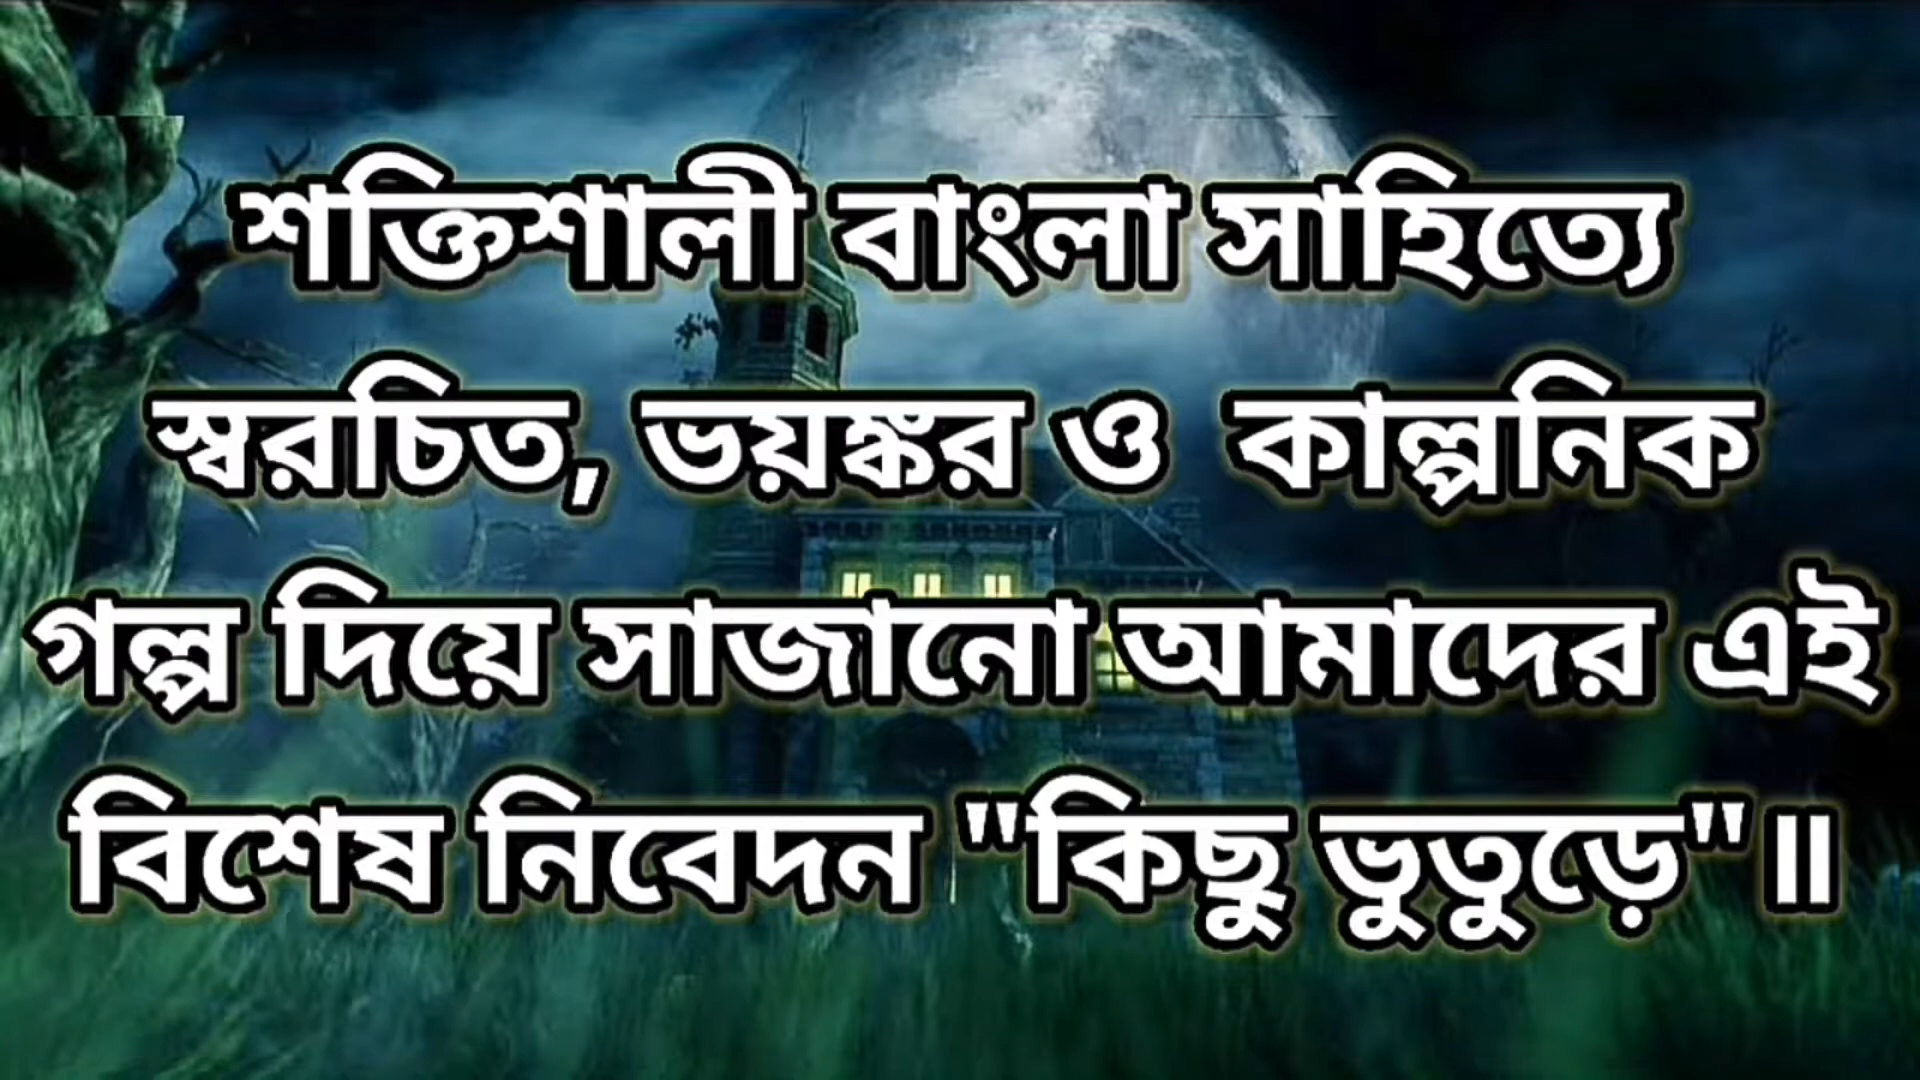 শক্তিশালী বাংলা সাহিত্যে
স্বরচিত, ভয়ঙ্কর ও কাল্পনিক
গল্প দিয়ে সাজানো আমাদের এই
বিশেষ নিবেদন "কিছু ভুতুড়ে"॥